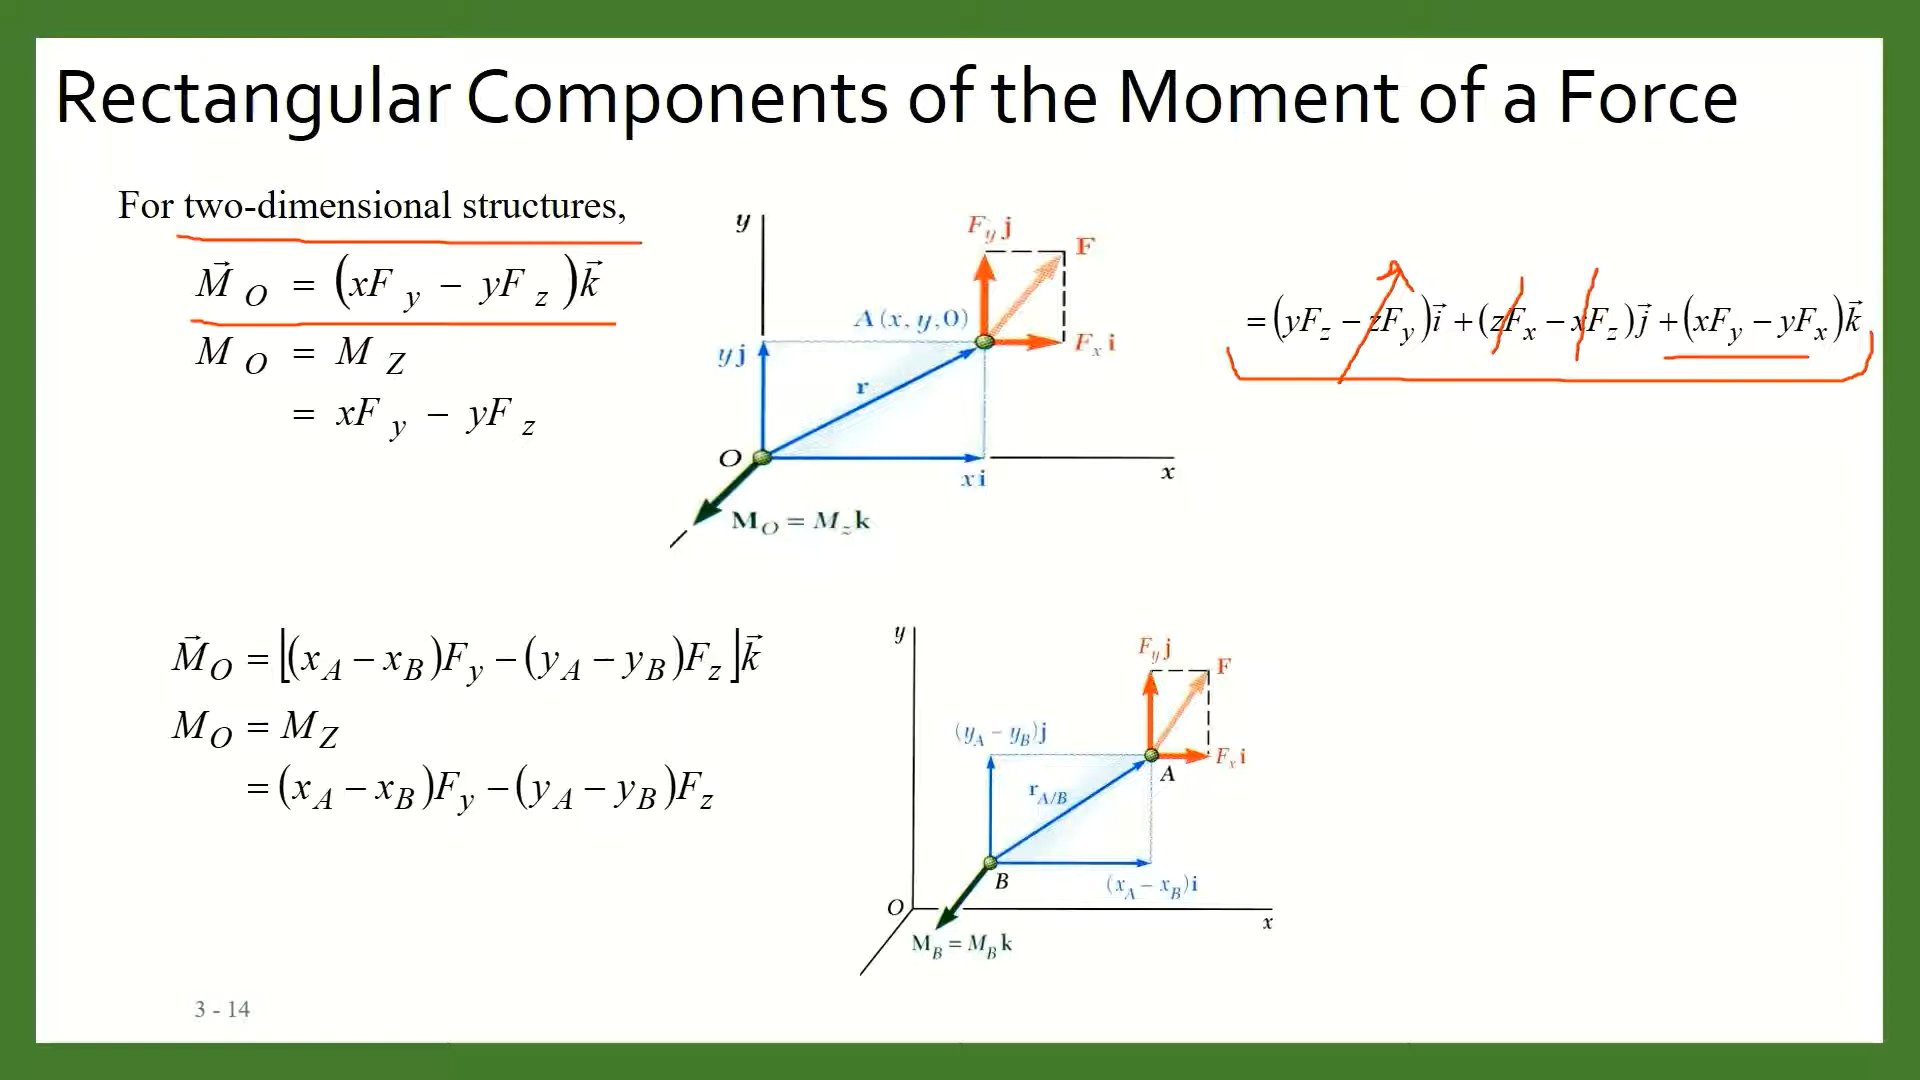 Rectangular Components of the Moment of a Force
For two-dimensional structures,
M⃗_O = (xF_y − yF_z)k⃗
M_O = M_Z
= xF_y − yF_z
y
F_y j
F
A (x, y, 0)
F_x i
y j
r
O
x i
x
M_O = M_z k
= (yF_z − zF_y)i⃗ + (zF_x − xF_z)j⃗ + (xF_y − yF_x)k⃗
M⃗_O = [(x_A − x_B)F_y − (y_A − y_B)F_z]k⃗
M_O = M_Z
= (x_A − x_B)F_y − (y_A − y_B)F_z
y
F_y j
F
(y_A − y_B)j
F_x i
A
r_A/B
B
(x_A − x_B)i
O
x
M_B = M_B k
3 - 14